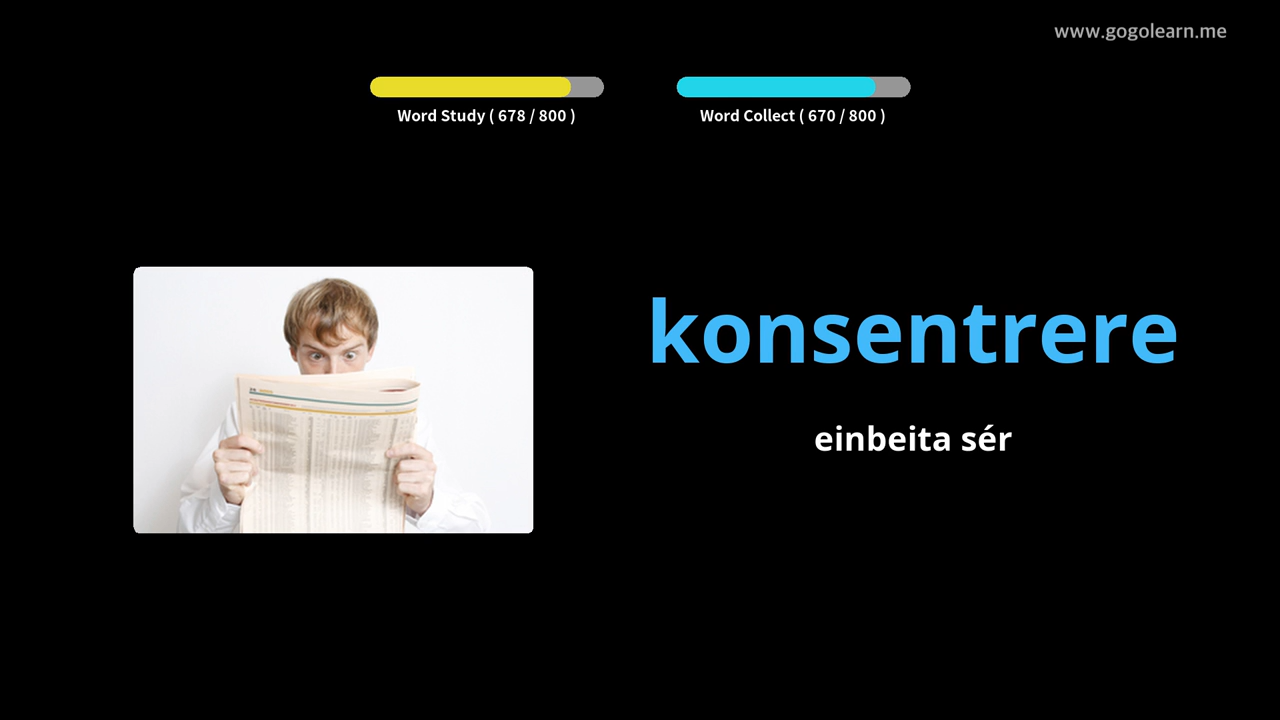 www.gogolearn.me
Word Study ( 678 / 800 )
Word Collect ( 670 / 800 )
konsentrere
einbeita sér